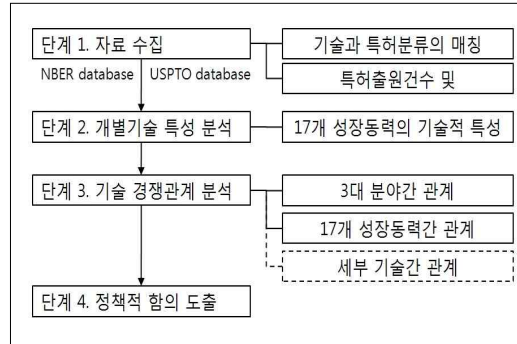 단계 1. 자료 수집
기술과 특허분류의 매칭
NBER database USPTO database
특허출원건수 및
단계 2. 개별기술 특성 분석
17개 성장동력의 기술적 특성
단계 3. 기술 경쟁관계 분석
3대 분야간 관계
17개 성장동력간 관계
세부 기술간 관계
단계 4. 정책적 함의 도출